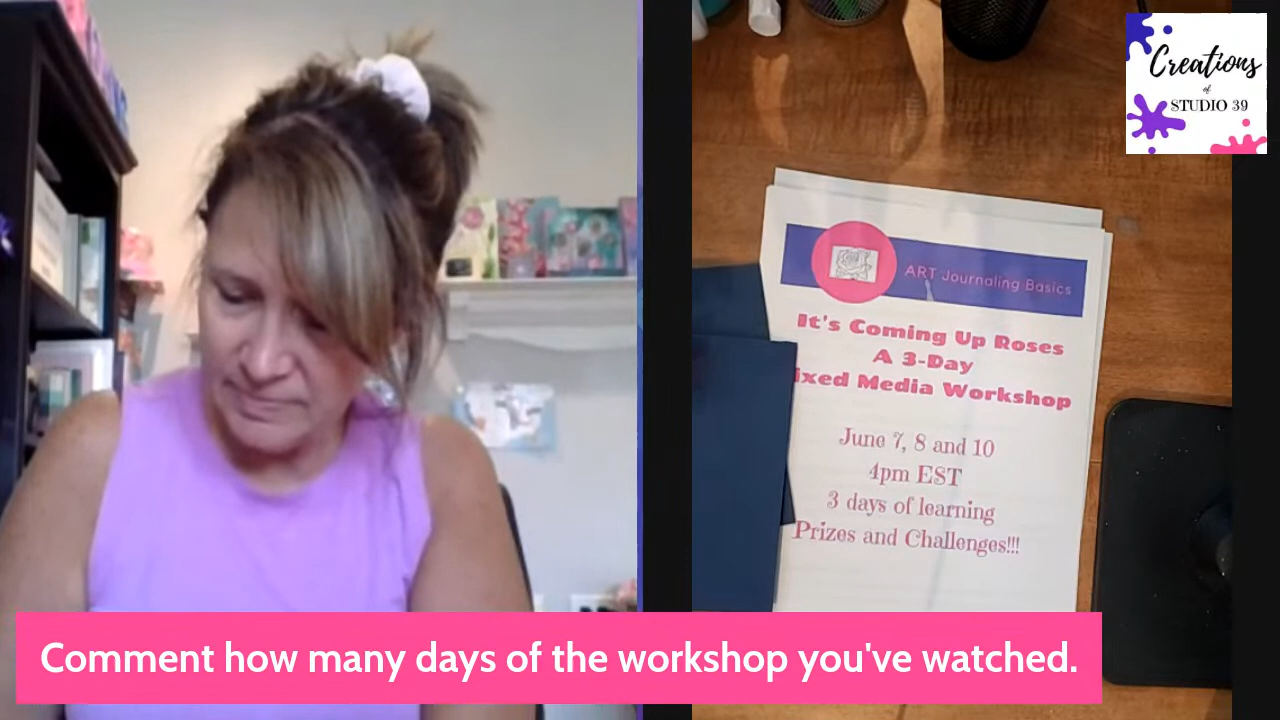 Creations
of
STUDIO 39
ART Journaling Basics
It's Coming Up Roses
A 3-Day
ixed Media Workshop
June 7, 8 and 10
4pm EST
3 days of learning
Prizes and Challenges!!!
Comment how many days of the workshop you've watched.